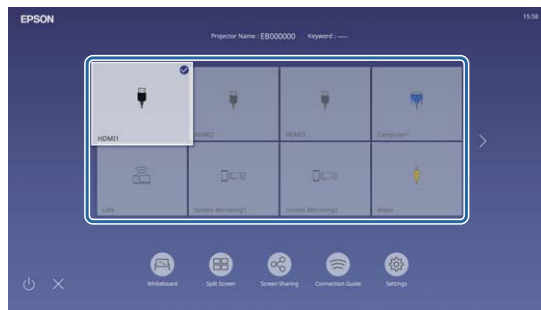 EPSON
15:58
Projector Name : EB000000 Keyword : ----
HDMI1
HDMI2
HDMI3
Computer1
LAN
Screen Mirroring1
Screen Mirroring2
Video
Whiteboard
Split Screen
Screen Sharing
Connection Guide
Settings